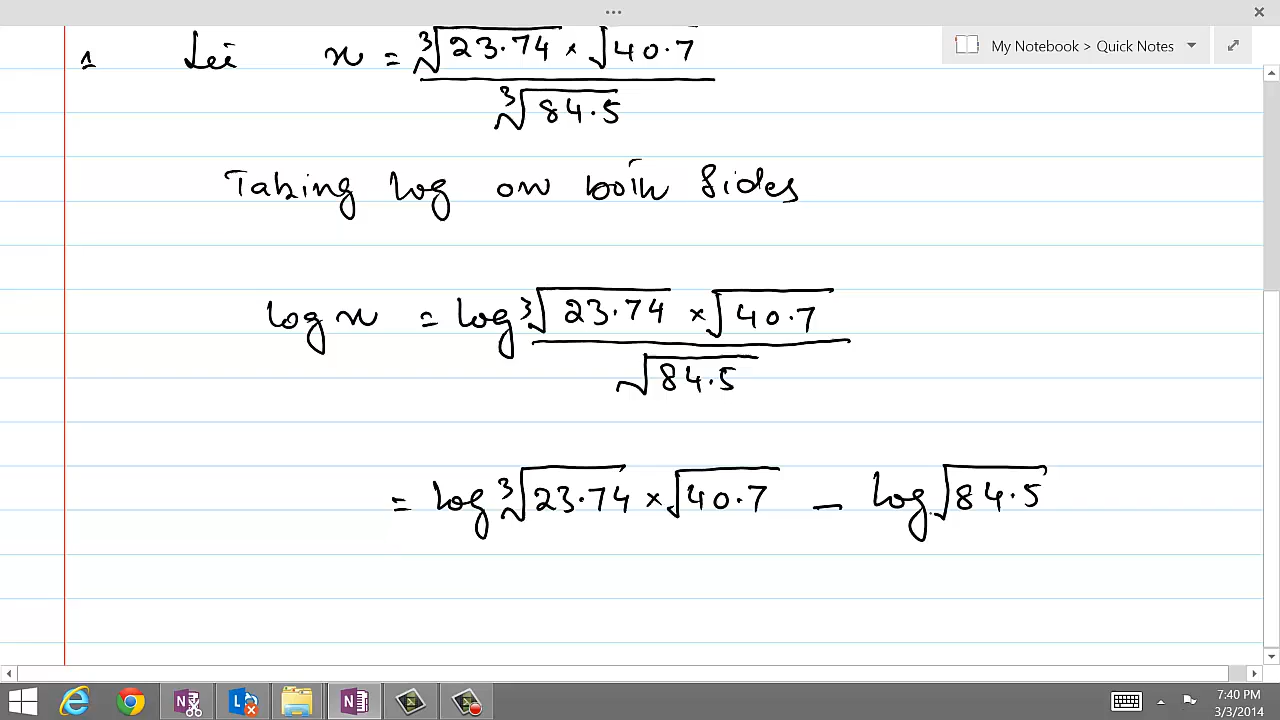 My Notebook > Quick Notes
1 Let x = ∛23.74 × √40.7
∛84.5
Taking log on both Sides
log x = log ∛23.74 × √40.7
√84.5
= log ∛23.74 × √40.7 – log √84.5
7:40 PM
3/3/2014